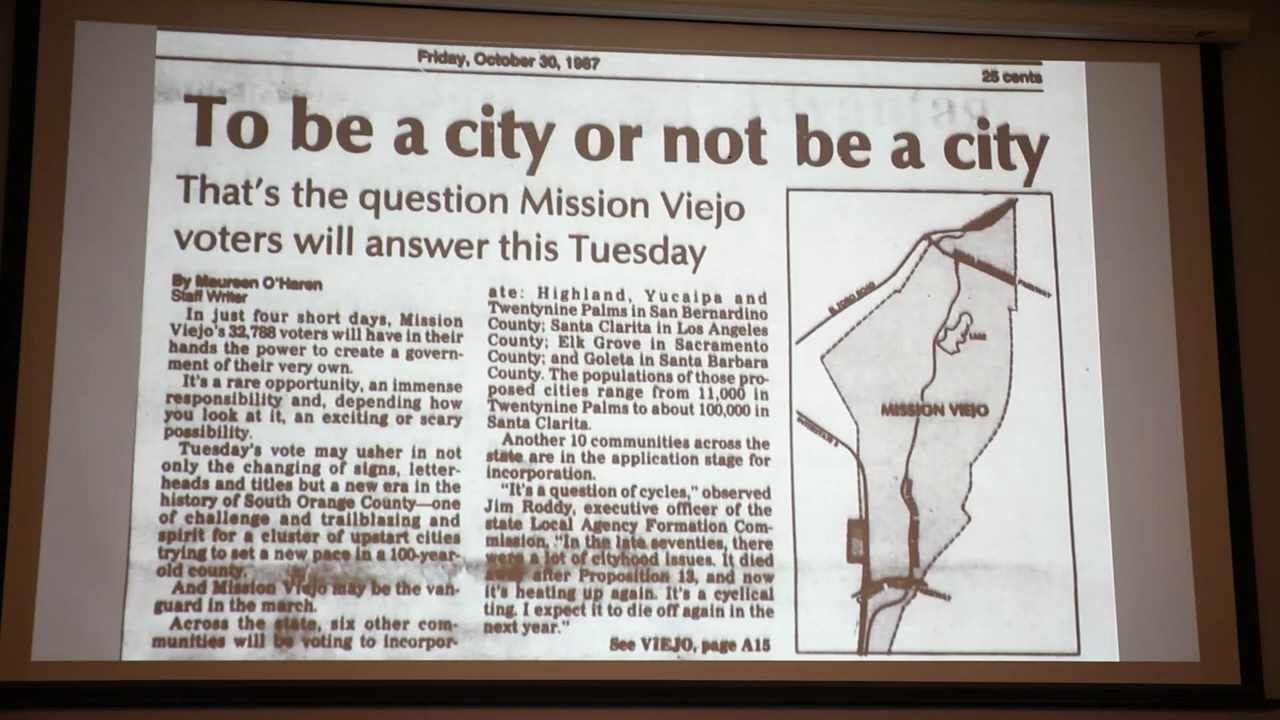 Friday, October 30, 1987
25 cents
To be a city or not be a city
That's the question Mission Viejo
voters will answer this Tuesday
By Maureen O'Haren
Staff Writer
In just four short days, Mission
Viejo's 32,788 voters will have in their
hands the power to create a govern-
ment of their very own.
It's a rare opportunity, an immense
responsibility and, depending how
you look at it, an exciting or scary
possibility.
Tuesday's vote may usher in not
only the changing of signs, letter-
heads and titles but a new era in the
history of South Orange County—one
of challenge and trailblazing and
spirit for a cluster of upstart cities
trying to set a new pace in a 100-year-
old county.
And Mission Viejo may be the van-
guard in the march.
Across the state, six other com-
munities will be voting to incorpor-
ate: Highland, Yucaipa and
Twentynine Palms in San Bernardino
County; Santa Clarita in Los Angeles
County; Elk Grove in Sacramento
County; and Goleta in Santa Barbara
County. The populations of those pro-
posed cities range from 11,000 in
Twentynine Palms to about 100,000 in
Santa Clarita.
Another 10 communities across the
state are in the application stage for
incorporation.
"It's a question of cycles," observed
Jim Roddy, executive officer of the
state Local Agency Formation Com-
mission. "In the late seventies, there
were a lot of cityhood issues. It died
away after Proposition 13, and now
it's heating up again. It's a cyclical
ting. I expect it to die off again in the
next year."
See VIEJO, page A15
EL TORO ROAD
LAKE
MISSION VIEJO
INTERSTATE 5